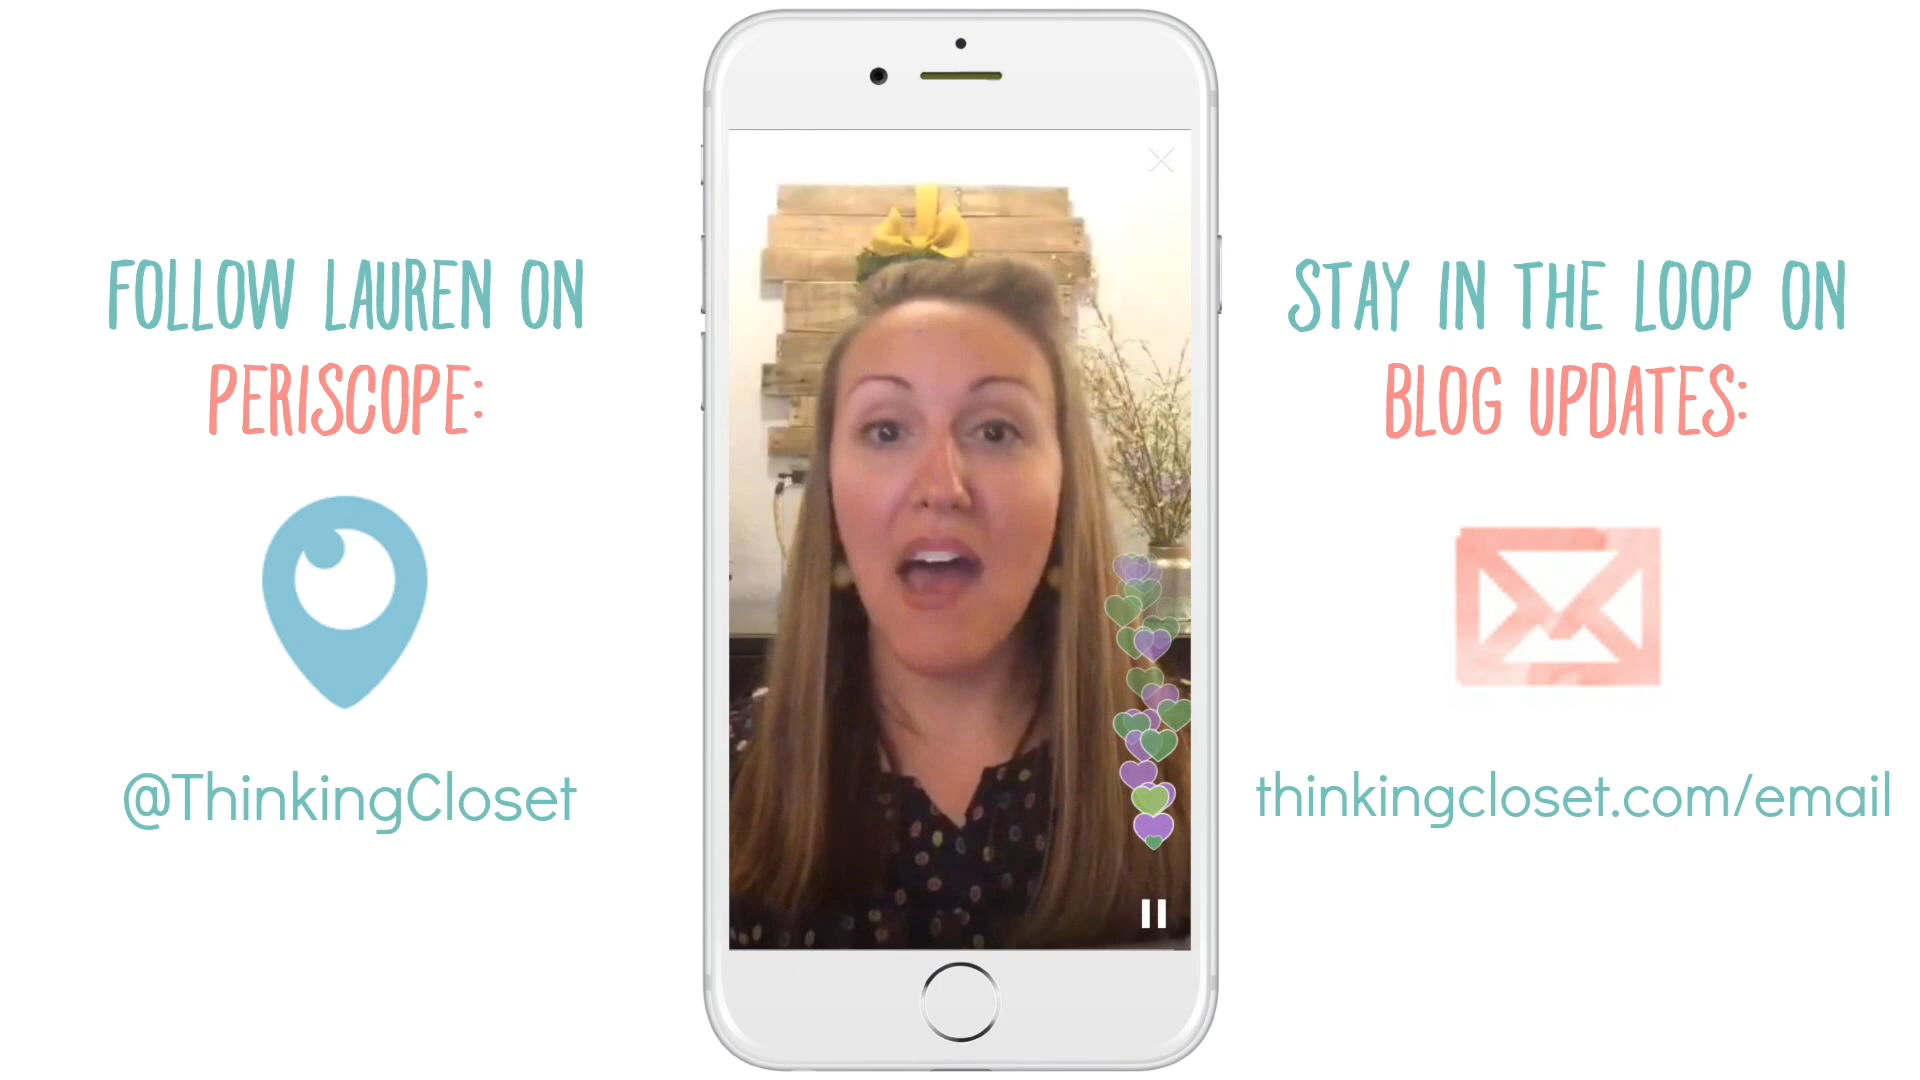 FOLLOW LAUREN ON
PERISCOPE:
@ThinkingCloset
STAY IN THE LOOP ON
BLOG UPDATES:
thinkingcloset.com/email